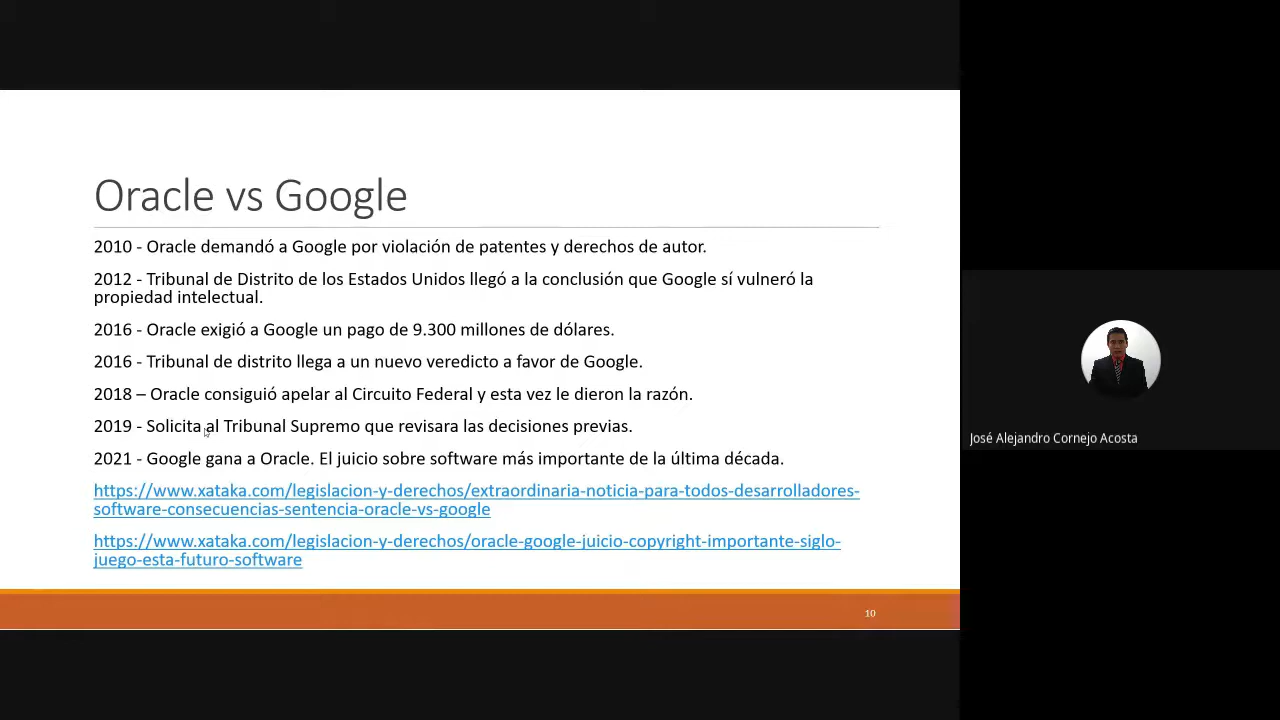 Oracle vs Google
2010 - Oracle demandó a Google por violación de patentes y derechos de autor.
2012 - Tribunal de Distrito de los Estados Unidos llegó a la conclusión que Google sí vulneró la
propiedad intelectual.
2016 - Oracle exigió a Google un pago de 9.300 millones de dólares.
2016 - Tribunal de distrito llega a un nuevo veredicto a favor de Google.
2018 – Oracle consiguió apelar al Circuito Federal y esta vez le dieron la razón.
2019 - Solicita al Tribunal Supremo que revisara las decisiones previas.
2021 - Google gana a Oracle. El juicio sobre software más importante de la última década.
https://www.xataka.com/legislacion-y-derechos/extraordinaria-noticia-para-todos-desarrolladores-
software-consecuencias-sentencia-oracle-vs-google
https://www.xataka.com/legislacion-y-derechos/oracle-google-juicio-copyright-importante-siglo-
juego-esta-futuro-software
10
José Alejandro Cornejo Acosta